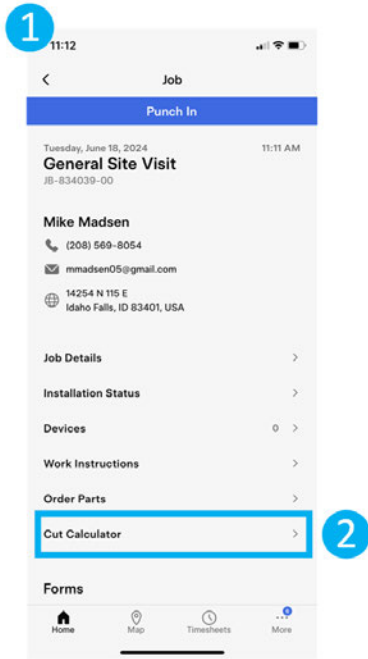 1
11:12
Job
Punch In
Tuesday, June 18, 2024 11:11 AM
General Site Visit
JB-834039-00
Mike Madsen
(208) 569-8054
mmadsen05@gmail.com
14254 N 115 E
Idaho Falls, ID 83401, USA
Job Details
Installation Status
Devices 0
Work Instructions
Order Parts
Cut Calculator
2
Forms
Home Map Timesheets More